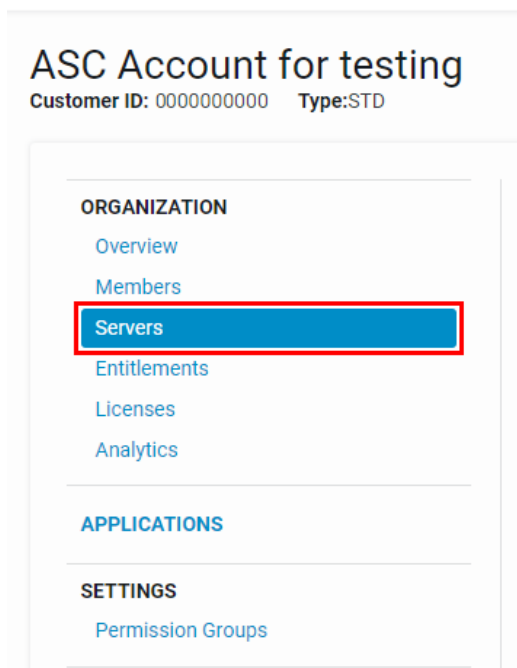 ASC Account for testing
Customer ID: 0000000000 Type:STD
ORGANIZATION
Overview
Members
Servers
Entitlements
Licenses
Analytics
APPLICATIONS
SETTINGS
Permission Groups